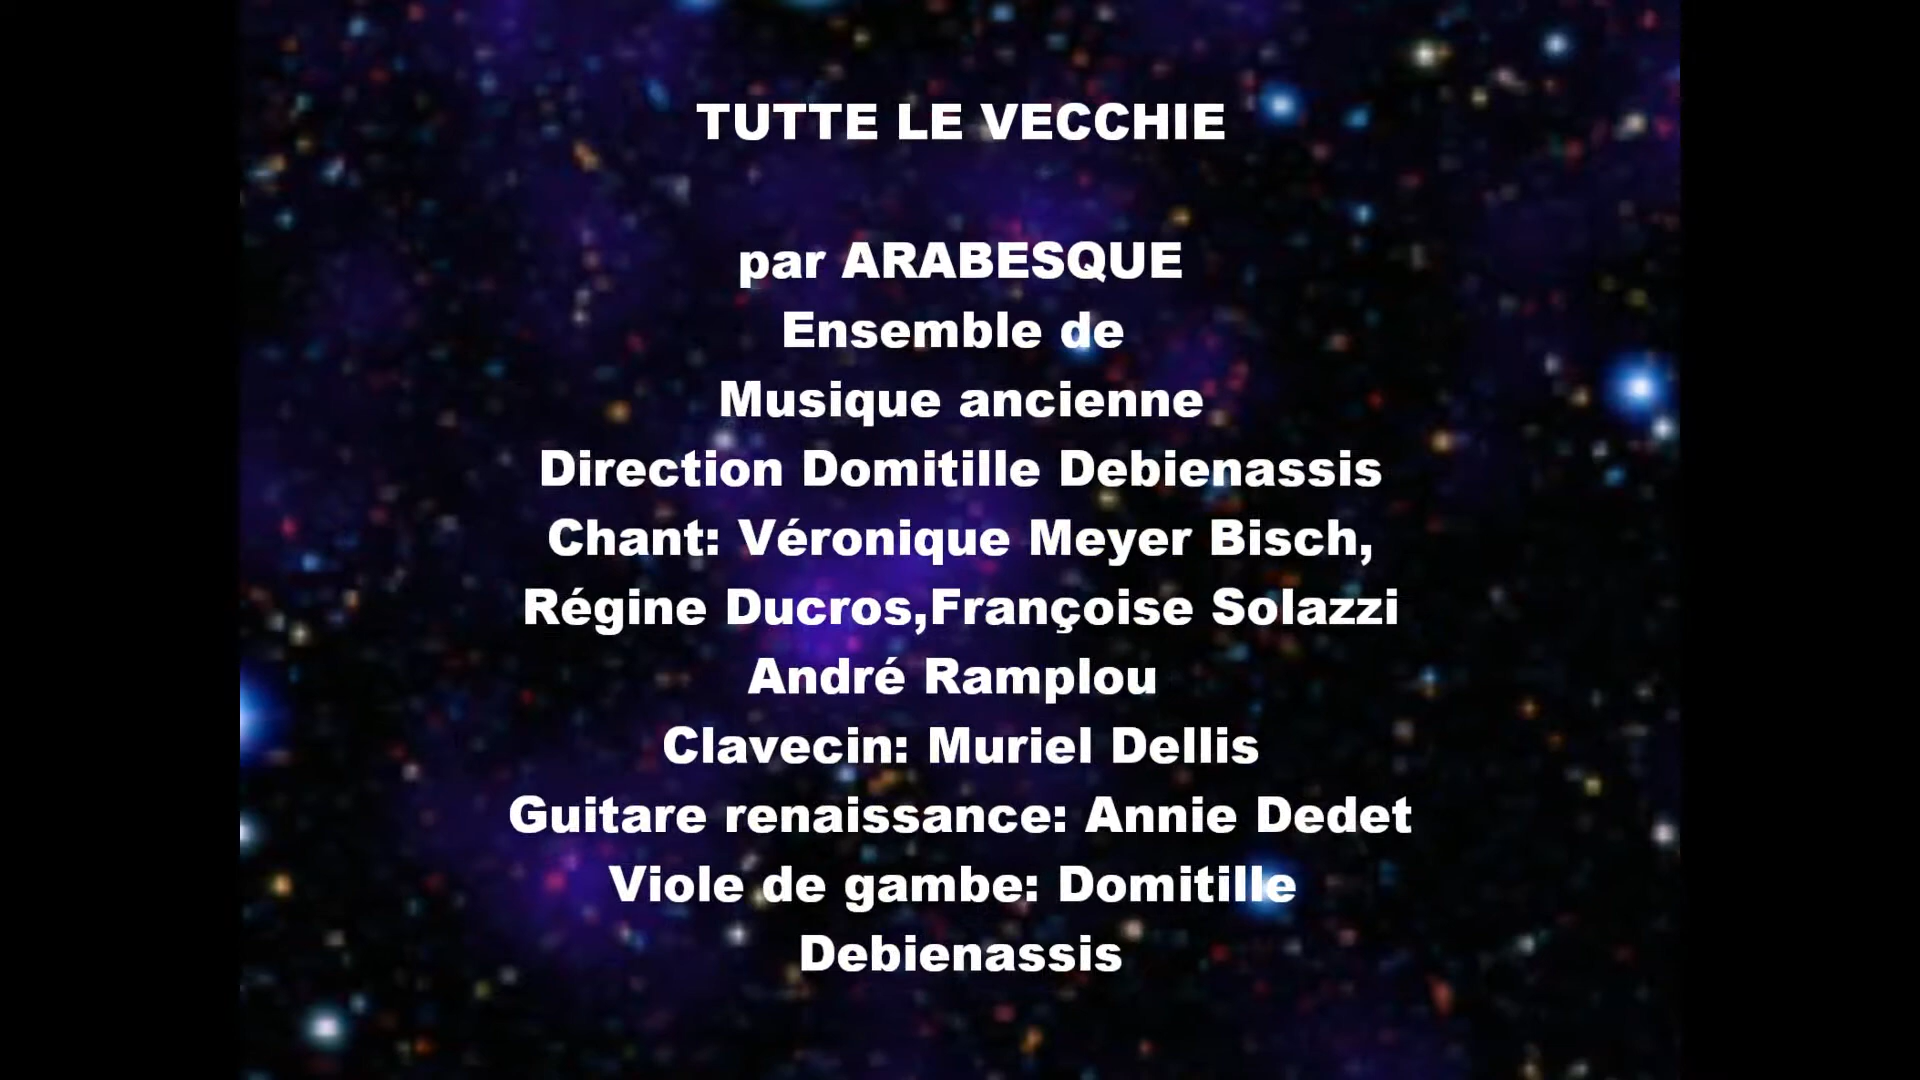 TUTTE LE VECCHIE
par ARABESQUE
Ensemble de
Musique ancienne
Direction Domitille Debienassis
Chant: Véronique Meyer Bisch,
Régine Ducros,Françoise Solazzi
André Ramplou
Clavecin: Muriel Dellis
Guitare renaissance: Annie Dedet
Viole de gambe: Domitille
Debienassis